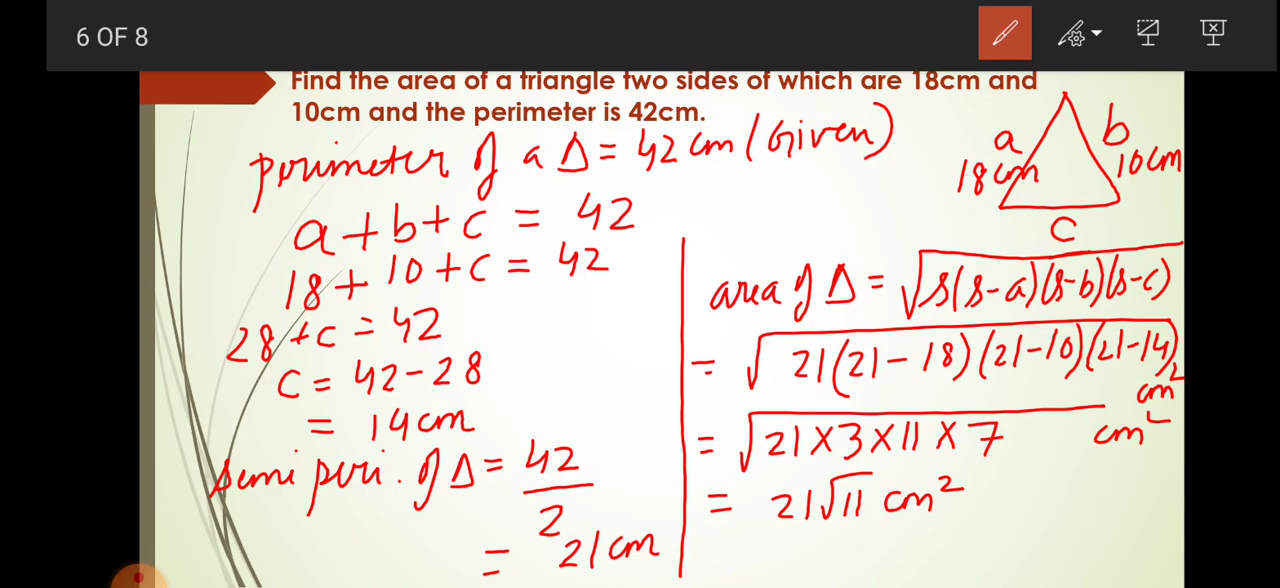 6 OF 8
Find the area of a triangle two sides of which are 18cm and
10cm and the perimeter is 42cm.
perimeter of a Δ = 42 cm (Given)
a + b + c = 42
18 + 10 + c = 42
28 + c = 42
c = 42 - 28
= 14 cm
Semi peri. of Δ = 42/2
= 21 cm
a
18 cm
b
10 cm
c
area of Δ = √s(s-a)(s-b)(s-c)
= √21(21-18)(21-10)(21-14) cm²
= √21×3×11×7 cm²
= 21√11 cm²